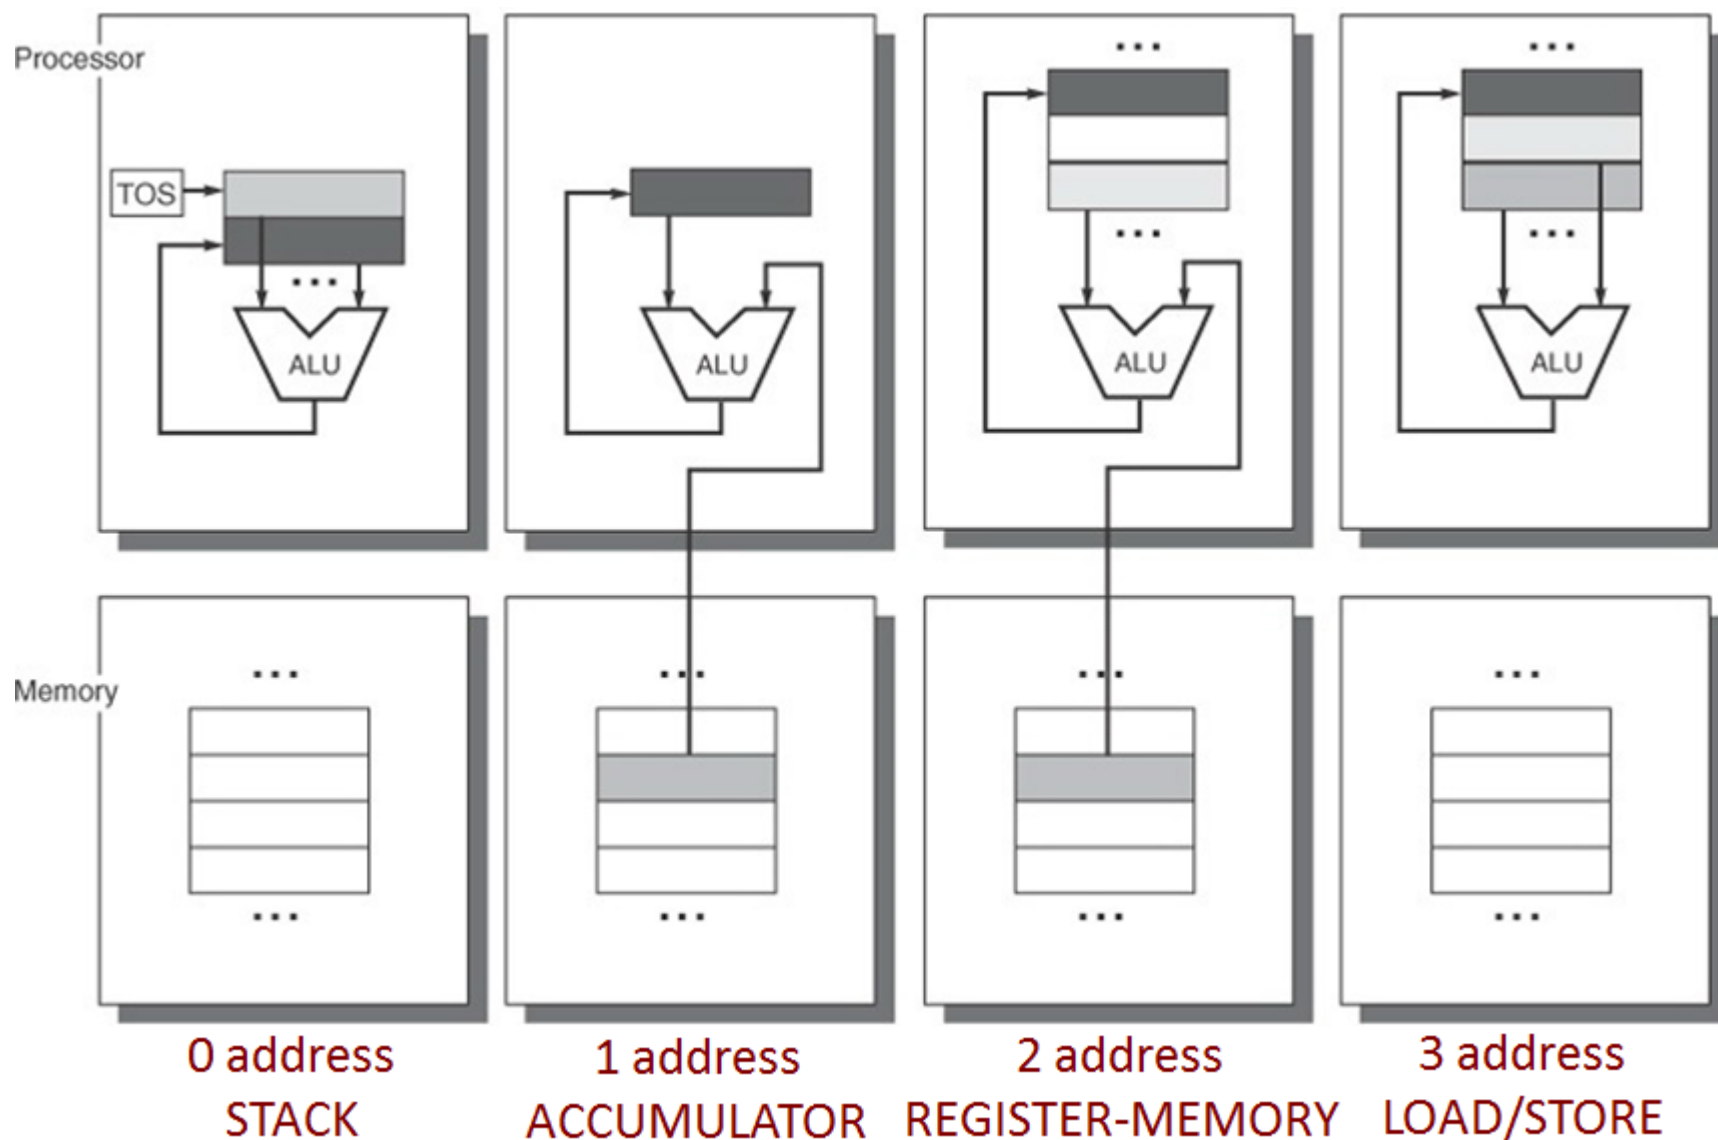 Processor
TOS
ALU
ALU
ALU
ALU
Memory
0 address
STACK
1 address
ACCUMULATOR
2 address
REGISTER-MEMORY
3 address
LOAD/STORE